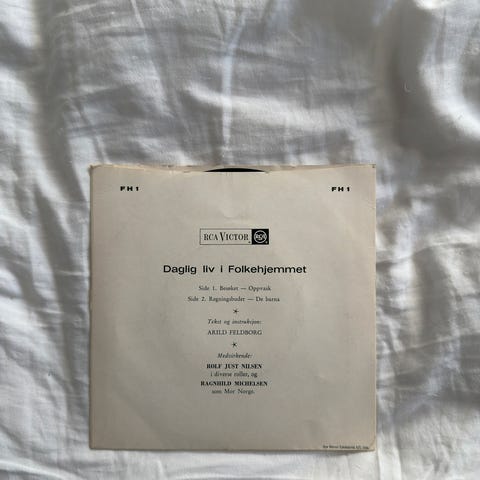 FH 1 FH 1
RCA VICTOR RCA
Daglig liv i Folkehjemmet
Side 1. Besøket — Oppvask
Side 2. Regningsbudet — De barna
Tekst og instruksjon:
ARILD FELDBORG
Medvirkende:
ROLF JUST NILSEN
i diverse roller, og
RAGNHILD MICHELSEN
som Mor Norge.